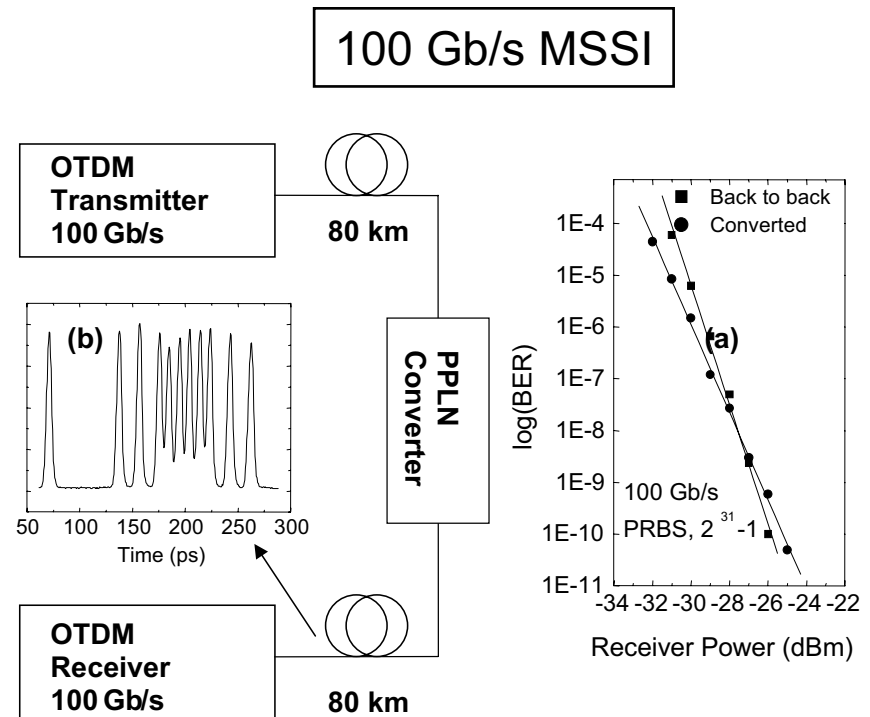 100 Gb/s MSSI
OTDM
Transmitter
100 Gb/s
80 km
PPLN
Converter
(b)
50 100 150 200 250 300
Time (ps)
OTDM
Receiver
100 Gb/s
80 km
Back to back
Converted
(a)
log(BER)
1E-4
1E-5
1E-6
1E-7
1E-8
1E-9
1E-10
1E-11
100 Gb/s
PRBS, 2 31 -1
-34 -32 -30 -28 -26 -24 -22
Receiver Power (dBm)